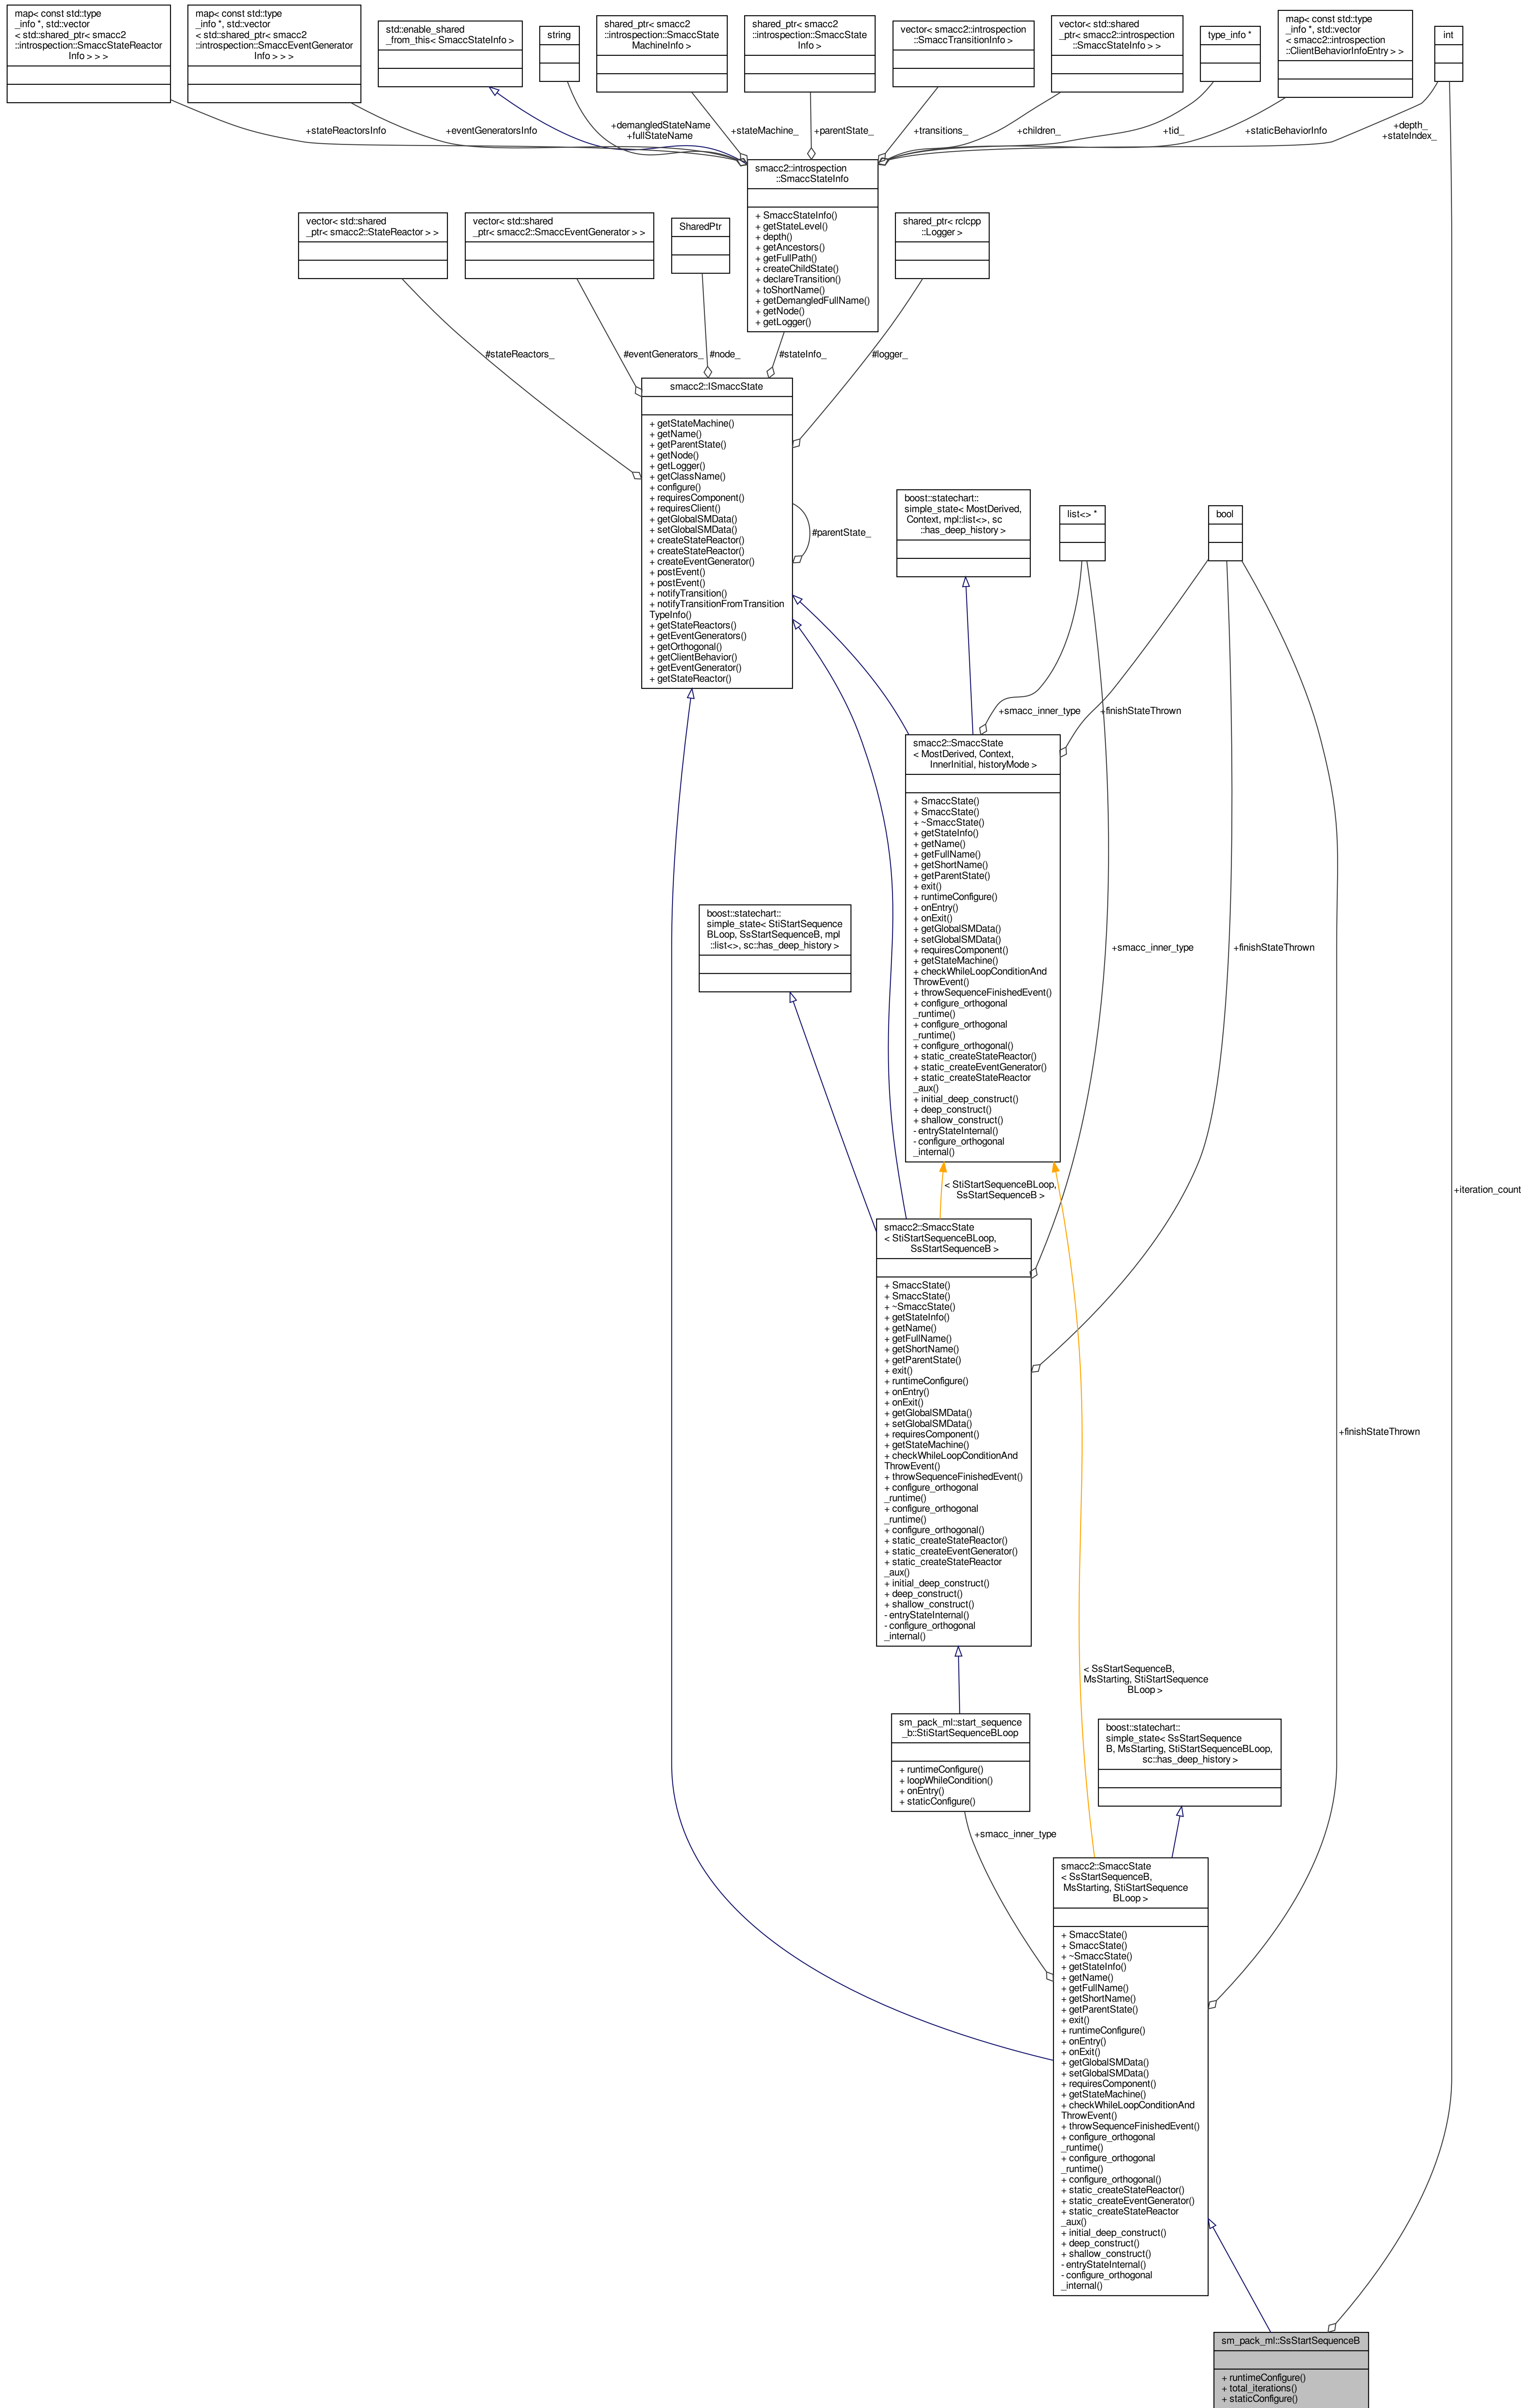 map< const std::type
_info *, std::vector
< std::shared_ptr< smacc2
::introspection::SmaccStateReactor
Info > > >
map< const std::type
_info *, std::vector
< std::shared_ptr< smacc2
::introspection::SmaccEventGenerator
Info > > >
std::enable_shared
_from_this< SmaccStateInfo >
string
shared_ptr< smacc2
::introspection::SmaccState
MachineInfo >
shared_ptr< smacc2
::introspection::SmaccState
Info >
vector< smacc2::introspection
::SmaccTransitionInfo >
vector< std::shared
_ptr< smacc2::introspection
::SmaccStateInfo > >
type_info *
map< const std::type
_info *, std::vector
< smacc2::introspection
::ClientBehaviorInfoEntry > >
int
+stateReactorsInfo
+eventGeneratorsInfo
+demangledStateName
+fullStateName
+stateMachine_
+parentState_
+transitions_
+children_
+tid_
+staticBehaviorInfo
+depth_
+stateIndex_
smacc2::introspection
::SmaccStateInfo
+ SmaccStateInfo()
+ getStateLevel()
+ depth()
+ getAncestors()
+ getFullPath()
+ createChildState()
+ declareTransition()
+ toShortName()
+ getDemangledFullName()
+ getNode()
+ getLogger()
vector< std::shared
_ptr< smacc2::StateReactor > >
vector< std::shared
_ptr< smacc2::SmaccEventGenerator > >
SharedPtr
shared_ptr< rclcpp
::Logger >
#stateReactors_
#eventGenerators_
#node_
#stateInfo_
#logger_
smacc2::ISmaccState
+ getStateMachine()
+ getName()
+ getParentState()
+ getNode()
+ getLogger()
+ getClassName()
+ configure()
+ requiresComponent()
+ requiresClient()
+ getGlobalSMData()
+ setGlobalSMData()
+ createStateReactor()
+ createStateReactor()
+ createEventGenerator()
+ postEvent()
+ postEvent()
+ notifyTransition()
+ notifyTransitionFromTransition
TypeInfo()
+ getStateReactors()
+ getEventGenerators()
+ getOrthogonal()
+ getClientBehavior()
+ getEventGenerator()
+ getStateReactor()
#parentState_
boost::statechart::
simple_state< MostDerived,
Context, mpl::list<>, sc
::has_deep_history >
list<> *
bool
+smacc_inner_type
+finishStateThrown
smacc2::SmaccState
< MostDerived, Context,
InnerInitial, historyMode >
+ SmaccState()
+ SmaccState()
+ ~SmaccState()
+ getStateInfo()
+ getName()
+ getFullName()
+ getShortName()
+ getParentState()
+ exit()
+ runtimeConfigure()
+ onEntry()
+ onExit()
+ getGlobalSMData()
+ setGlobalSMData()
+ requiresComponent()
+ getStateMachine()
+ checkWhileLoopConditionAnd
ThrowEvent()
+ throwSequenceFinishedEvent()
+ configure_orthogonal
_runtime()
+ configure_orthogonal
_runtime()
+ configure_orthogonal()
+ static_createStateReactor()
+ static_createEventGenerator()
+ static_createStateReactor
_aux()
+ initial_deep_construct()
+ deep_construct()
+ shallow_construct()
- entryStateInternal()
- configure_orthogonal
_internal()
boost::statechart::
simple_state< StiStartSequence
BLoop, SsStartSequenceB, mpl
::list<>, sc::has_deep_history >
+smacc_inner_type
+finishStateThrown
< StiStartSequenceBLoop,
SsStartSequenceB >
+iteration_count
smacc2::SmaccState
< StiStartSequenceBLoop,
SsStartSequenceB >
+ SmaccState()
+ SmaccState()
+ ~SmaccState()
+ getStateInfo()
+ getName()
+ getFullName()
+ getShortName()
+ getParentState()
+ exit()
+ runtimeConfigure()
+ onEntry()
+ onExit()
+ getGlobalSMData()
+ setGlobalSMData()
+ requiresComponent()
+ getStateMachine()
+ checkWhileLoopConditionAnd
ThrowEvent()
+ throwSequenceFinishedEvent()
+ configure_orthogonal
_runtime()
+ configure_orthogonal
_runtime()
+ configure_orthogonal()
+ static_createStateReactor()
+ static_createEventGenerator()
+ static_createStateReactor
_aux()
+ initial_deep_construct()
+ deep_construct()
+ shallow_construct()
- entryStateInternal()
- configure_orthogonal
_internal()
+finishStateThrown
< SsStartSequenceB,
MsStarting, StiStartSequence
BLoop >
sm_pack_ml::start_sequence
_b::StiStartSequenceBLoop
+ runtimeConfigure()
+ loopWhileCondition()
+ onEntry()
+ staticConfigure()
boost::statechart::
simple_state< SsStartSequence
B, MsStarting, StiStartSequenceBLoop,
sc::has_deep_history >
+smacc_inner_type
smacc2::SmaccState
< SsStartSequenceB,
MsStarting, StiStartSequence
BLoop >
+ SmaccState()
+ SmaccState()
+ ~SmaccState()
+ getStateInfo()
+ getName()
+ getFullName()
+ getShortName()
+ getParentState()
+ exit()
+ runtimeConfigure()
+ onEntry()
+ onExit()
+ getGlobalSMData()
+ setGlobalSMData()
+ requiresComponent()
+ getStateMachine()
+ checkWhileLoopConditionAnd
ThrowEvent()
+ throwSequenceFinishedEvent()
+ configure_orthogonal
_runtime()
+ configure_orthogonal
_runtime()
+ configure_orthogonal()
+ static_createStateReactor()
+ static_createEventGenerator()
+ static_createStateReactor
_aux()
+ initial_deep_construct()
+ deep_construct()
+ shallow_construct()
- entryStateInternal()
- configure_orthogonal
_internal()
sm_pack_ml::SsStartSequenceB
+ runtimeConfigure()
+ total_iterations()
+ staticConfigure()